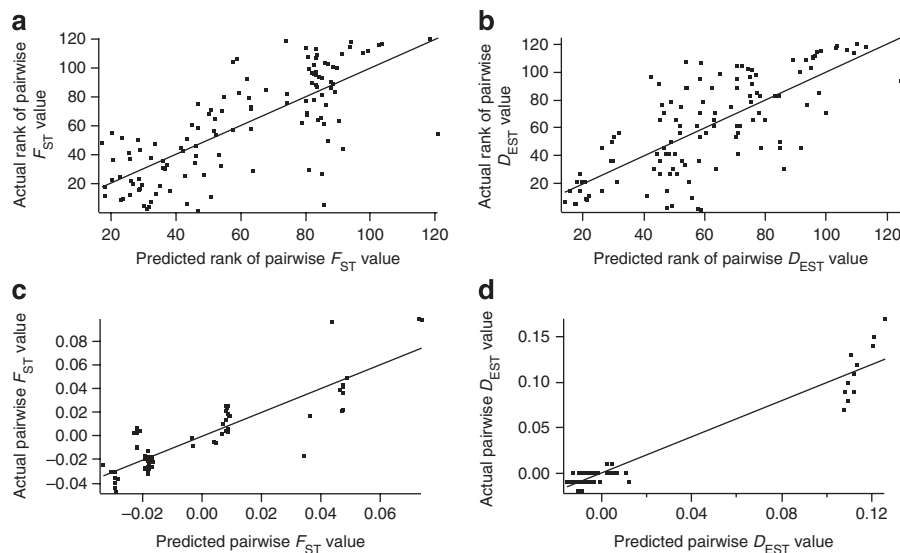 a
Actual rank of pairwise
F_ST value
120
100
80
60
40
20
20 40 60 80 100 120
Predicted rank of pairwise F_ST value
b
Actual rank of pairwise
D_EST value
120
100
80
60
40
20
20 40 60 80 100 120
Predicted rank of pairwise D_EST value
c
Actual pairwise F_ST value
0.08
0.06
0.04
0.02
0.00
−0.02
−0.04
−0.02 0.00 0.02 0.04 0.06
Predicted pairwise F_ST value
d
Actual pairwise D_EST value
0.15
0.10
0.05
0.00
0.00 0.04 0.08 0.12
Predicted pairwise D_EST value